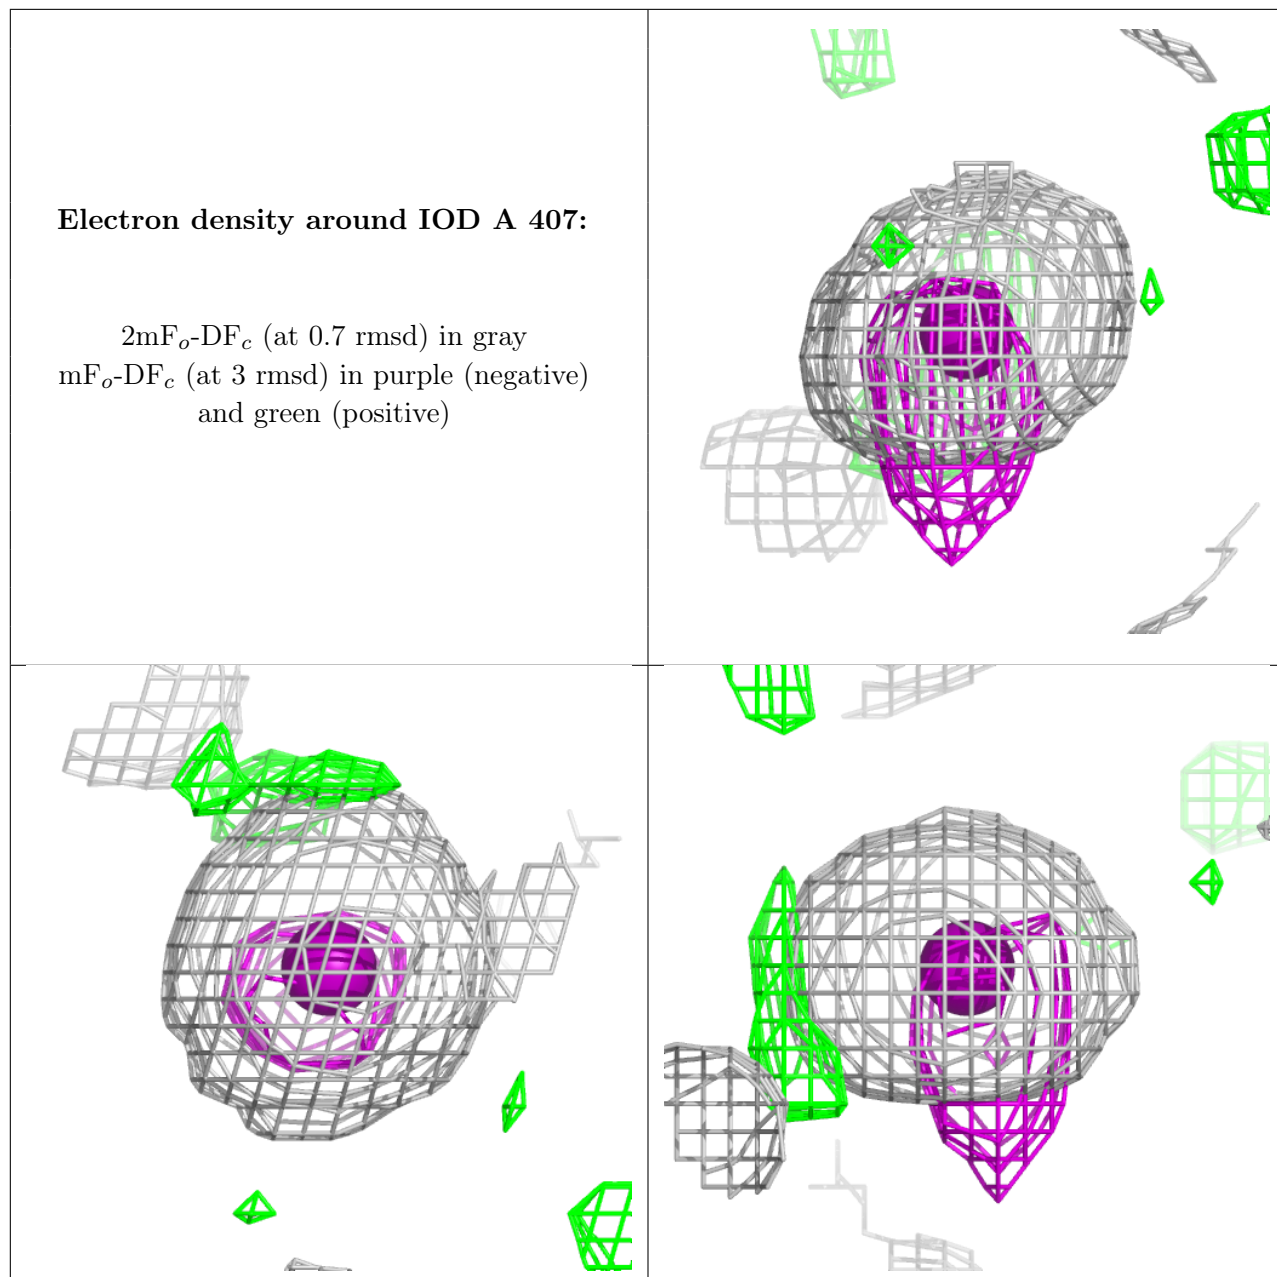 Electron density around IOD A 407:
2mFo-DFc (at 0.7 rmsd) in gray
mFo-DFc (at 3 rmsd) in purple (negative)
and green (positive)